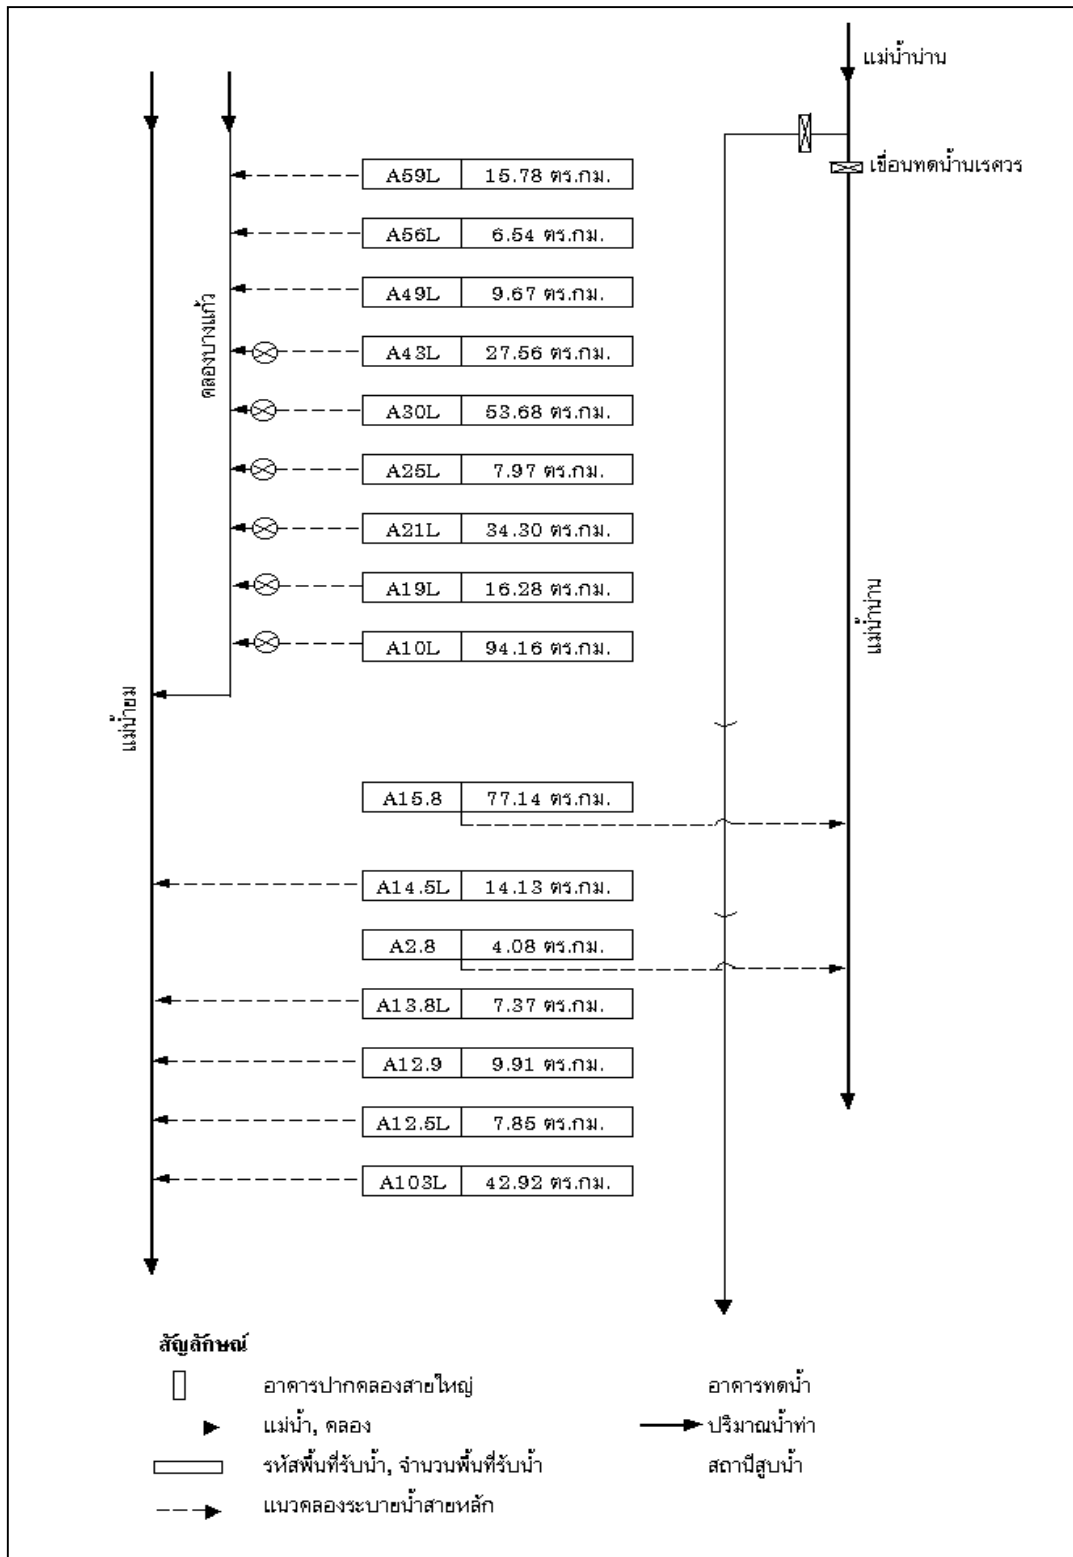 แม่น้ำน่าน
เขื่อนทดน้ำนเรศวร
A59L 15.78 ตร.กม.
A56L 6.54 ตร.กม.
A49L 9.67 ตร.กม.
คลองบางแก้ว
A43L 27.56 ตร.กม.
A30L 53.68 ตร.กม.
A25L 7.97 ตร.กม.
A21L 34.30 ตร.กม.
A19L 16.28 ตร.กม.
A10L 94.16 ตร.กม.
แม่น้ำน่าน
แม่น้ำยม
A15.8 77.14 ตร.กม.
A14.5L 14.13 ตร.กม.
A2.8 4.08 ตร.กม.
A13.8L 7.37 ตร.กม.
A12.9 9.91 ตร.กม.
A12.5L 7.85 ตร.กม.
A103L 42.92 ตร.กม.
สัญลักษณ์
อาคารปากคลองสายใหญ่ อาคารทดน้ำ
แม่น้ำ, คลอง ปริมาณน้ำท่า
รหัสพื้นที่รับน้ำ, จำนวนพื้นที่รับน้ำ สถานีสูบน้ำ
แนวคลองระบายน้ำสายหลัก